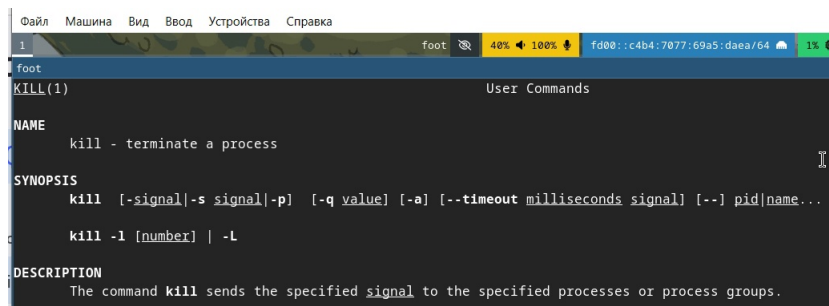 Файл Машина Вид Ввод Устройства Справка
1 foot 40% 100% fd00::c4b4:7077:69a5:daea/64 1%
foot
KILL(1) User Commands
NAME
kill - terminate a process
SYNOPSIS
kill [-signal|-s signal|-p] [-q value] [-a] [--timeout milliseconds signal] [--] pid|name...
kill -l [number] | -L
DESCRIPTION
The command kill sends the specified signal to the specified processes or process groups.